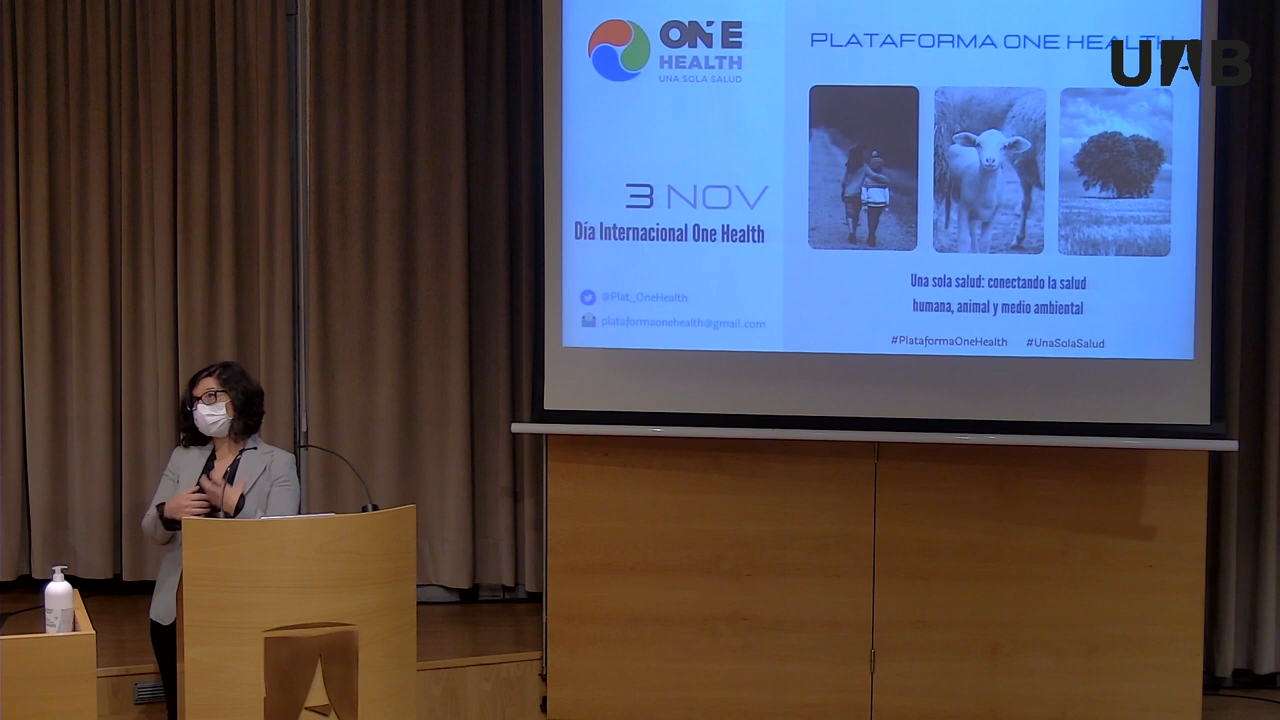 ONE
HEALTH
UNA SOLA SALUD
3 NOV
Día Internacional One Health
@Plat_OneHealth
plataformaonehealth@gmail.com
PLATAFORMA ONE HEALTH
UAB
Una sola salud: conectando la salud
humana, animal y medio ambiental
#PlataformaOneHealth #UnaSolaSalud